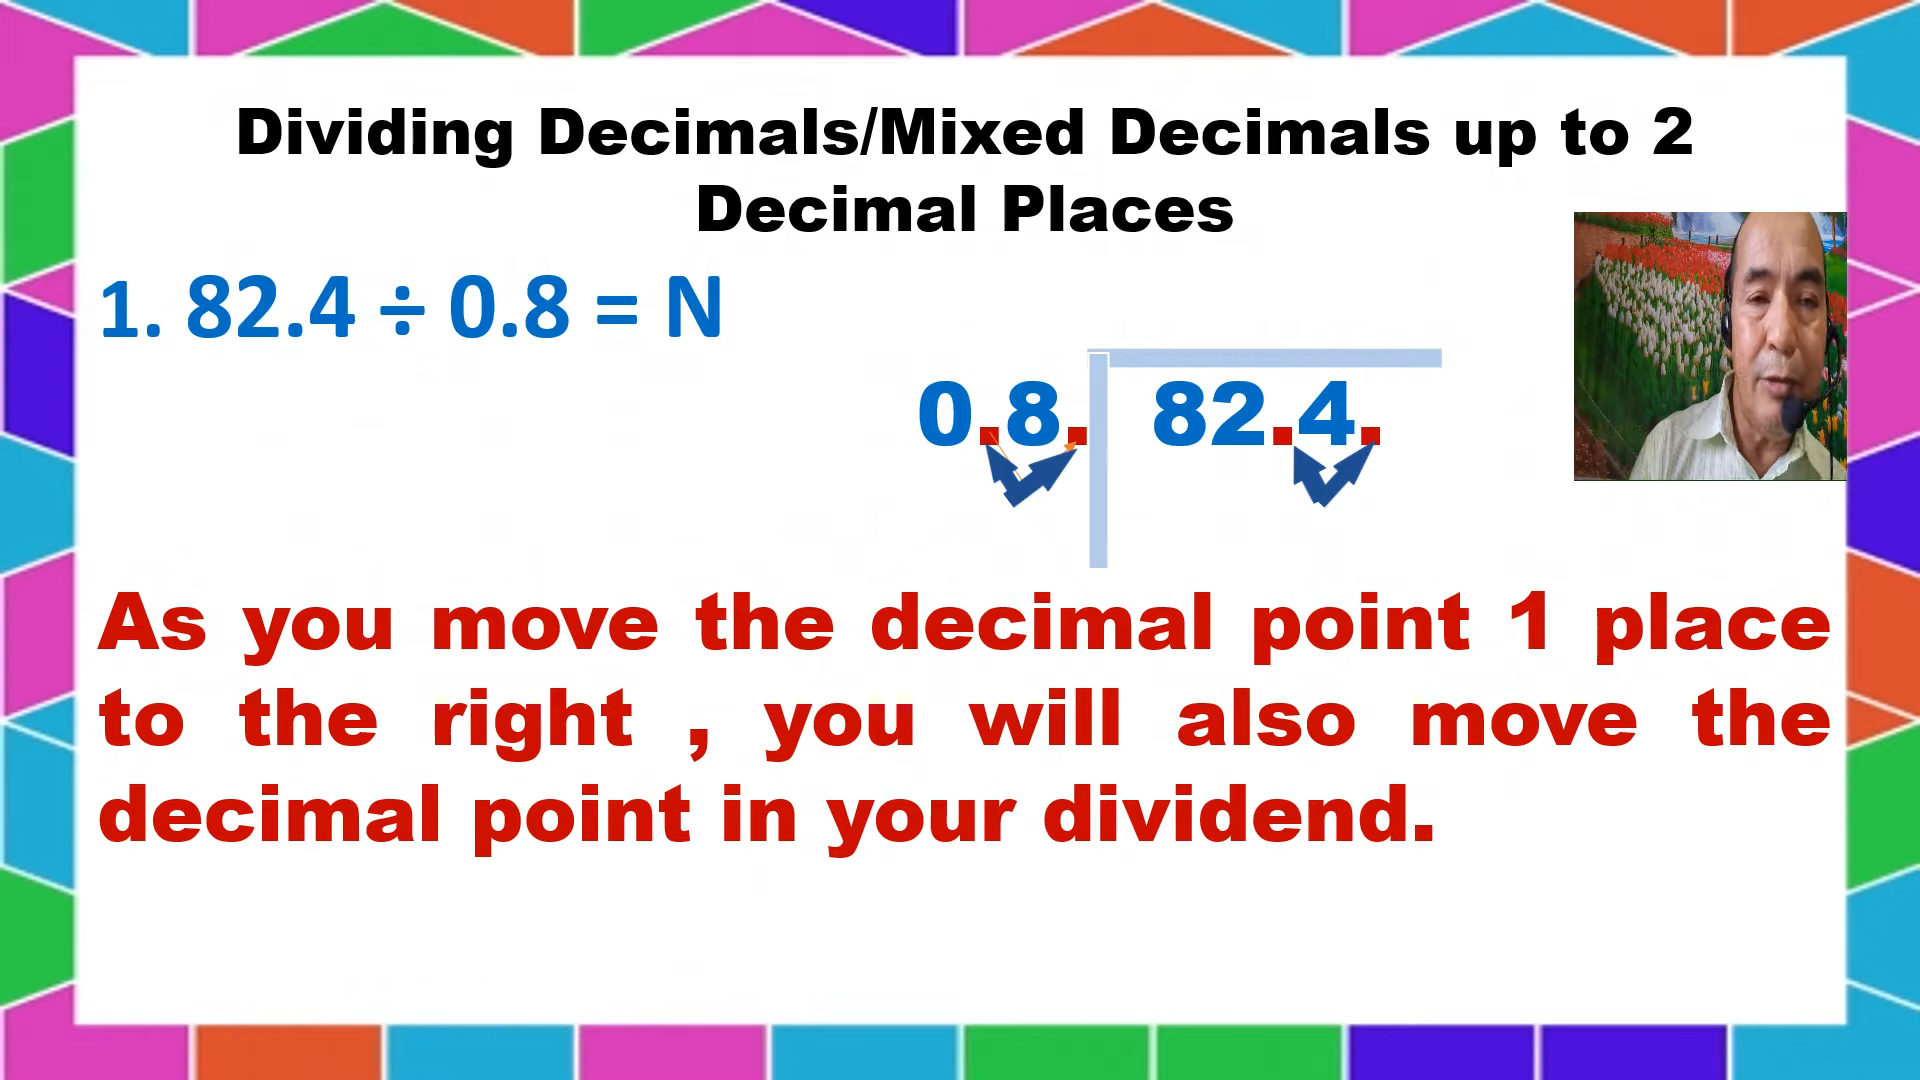 Dividing Decimals/Mixed Decimals up to 2
Decimal Places
1. 82.4 ÷ 0.8 = N
0.8. 82.4.
As you move the decimal point 1 place
to the right , you will also move the
decimal point in your dividend.